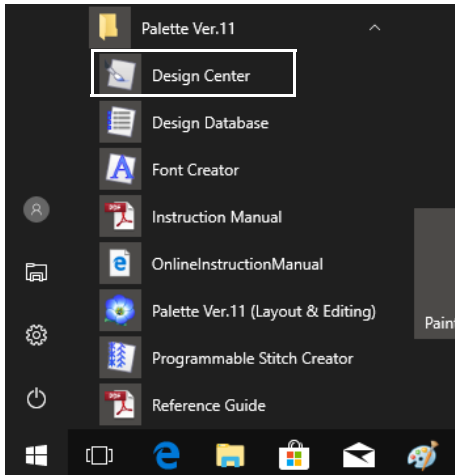 Palette Ver.11
Design Center
Design Database
Font Creator
Instruction Manual
OnlineInstructionManual
Palette Ver.11 (Layout & Editing)
Programmable Stitch Creator
Reference Guide